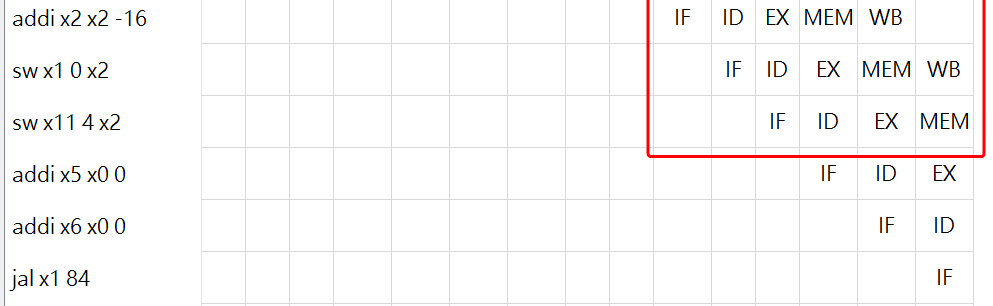 addi x2 x2 -16 IF ID EX MEM WB
sw x1 0 x2 IF ID EX MEM WB
sw x11 4 x2 IF ID EX MEM
addi x5 x0 0 IF ID EX
addi x6 x0 0 IF ID
jal x1 84 IF